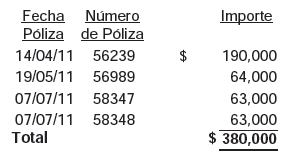 Fecha Número Importe
Póliza de Póliza
14/04/11 56239 $ 190,000
19/05/11 56989 64,000
07/07/11 58347 63,000
07/07/11 58348 63,000
Total $ 380,000